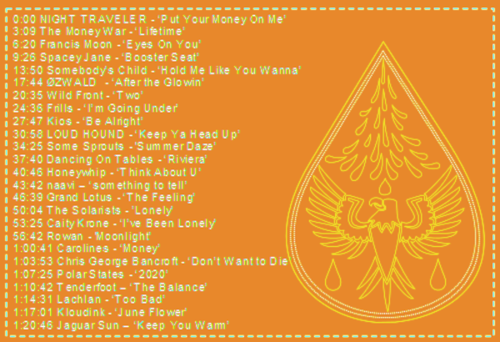 0:00 NIGHT TRAVELER - ‘Put Your Money On Me’
3:09 The Money War - ‘Lifetime’
6:20 Francis Moon - ‘Eyes On You’
9:26 Spacey Jane - ‘Booster Seat’
13:50 Somebody's Child - ‘Hold Me Like You Wanna’
17:44 ØZWALD - ‘After the Glowin’
20:35 Wild Front - ‘Two’
24:36 Frills - ‘I’m Going Under’
27:47 Kios - ‘Be Alright’
30:58 LOUD HOUND - ‘Keep Ya Head Up’
34:25 Some Sprouts - ‘Summer Daze’
37:40 Dancing On Tables - ‘Riviera’
40:46 Honeywhip - ‘Think About U’
43:42 naavi – ‘something to tell’
46:39 Grand Lotus - ‘The Feeling’
50:04 The Solarists - ‘Lonely’
53:25 Caity Krone - ‘I’ve Been Lonely’
56:42 Rowan - ‘Moonlight’
1:00:41 Carolines - ‘Money’
1:03:53 Chris George Bancroft - ‘Don’t Want to Die’
1:07:25 Polar States - ‘2020’
1:10:42 Tenderfoot – ‘The Balance’
1:14:31 Lachlan - ‘Too Bad’
1:17:01 Kloudink - ‘June Flower’
1:20:46 Jaguar Sun – ‘Keep You Warm’